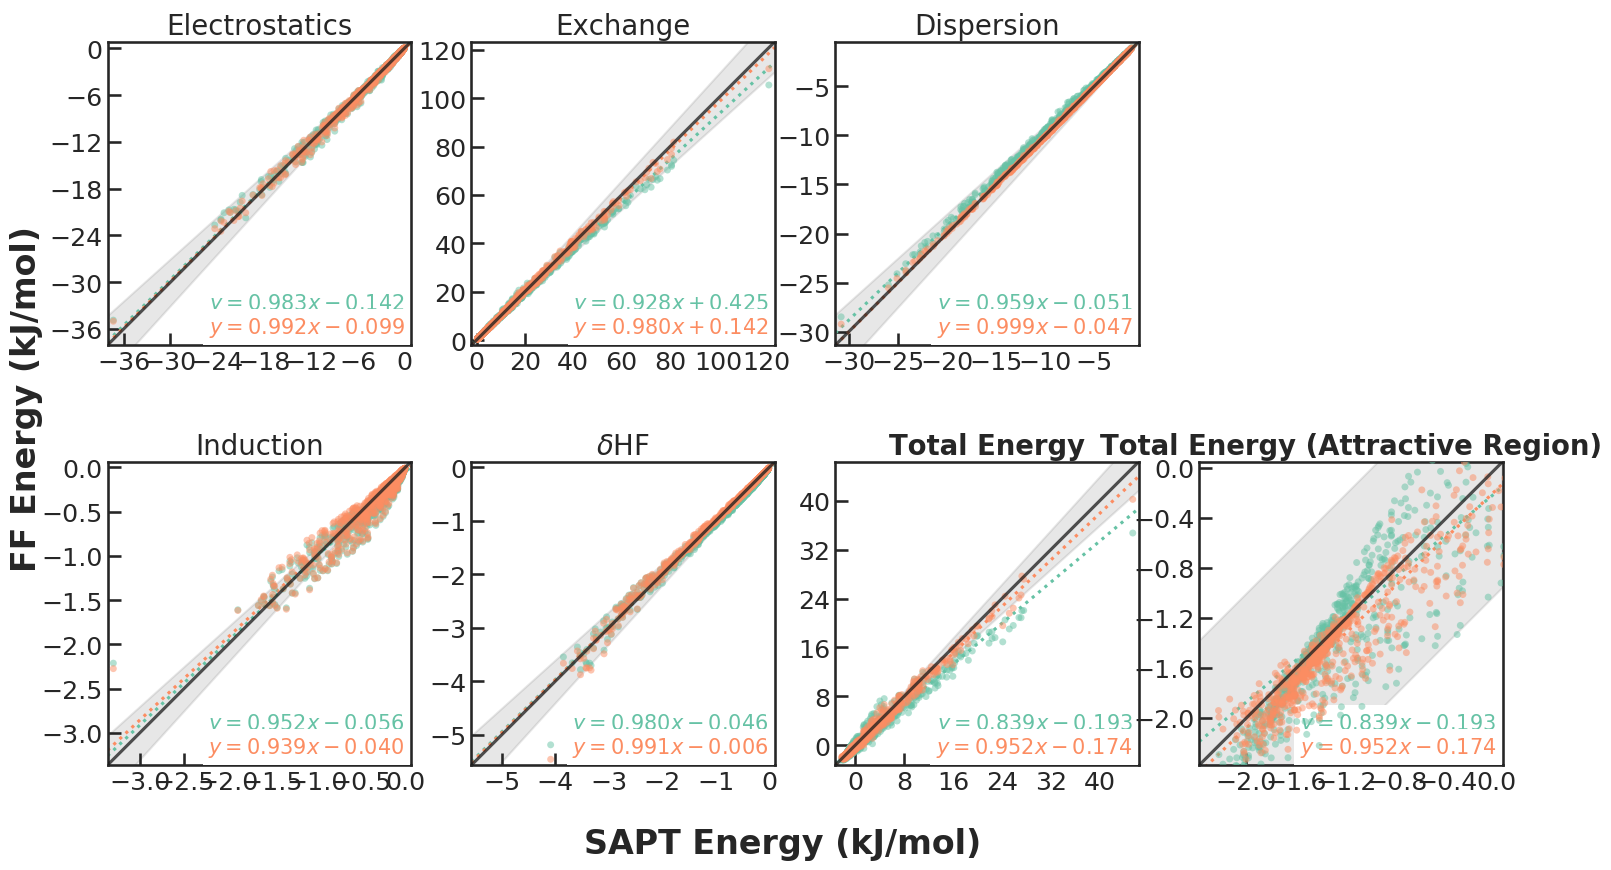 Electrostatics
0
−6
−12
−18
−24
−30
−36
y = 0.983x − 0.142
y = 0.992x − 0.099
−36 −30 −24 −18 −12 −6 0
Exchange
120
100
80
60
40
20
0
y = 0.928x + 0.425
y = 0.980x + 0.142
0 20 40 60 80 100 120
Dispersion
−5
−10
−15
−20
−25
−30
y = 0.959x − 0.051
y = 0.999x − 0.047
−30 −25 −20 −15 −10 −5
FF Energy (kJ/mol)
Induction
0.0
−0.5
−1.0
−1.5
−2.0
−2.5
−3.0
y = 0.952x − 0.056
y = 0.939x − 0.040
−3.0 −2.5 −2.0 −1.5 −1.0 −0.5 0.0
δHF
0
−1
−2
−3
−4
−5
y = 0.980x − 0.046
y = 0.991x − 0.006
−5 −4 −3 −2 −1 0
Total Energy
40
32
24
16
8
0
y = 0.839x − 0.193
y = 0.952x − 0.174
0 8 16 24 32 40
Total Energy (Attractive Region)
0.0
−0.4
−0.8
−1.2
−1.6
−2.0
y = 0.839x − 0.193
y = 0.952x − 0.174
−2.0 −1.6 −1.2 −0.8 −0.4 0.0
SAPT Energy (kJ/mol)